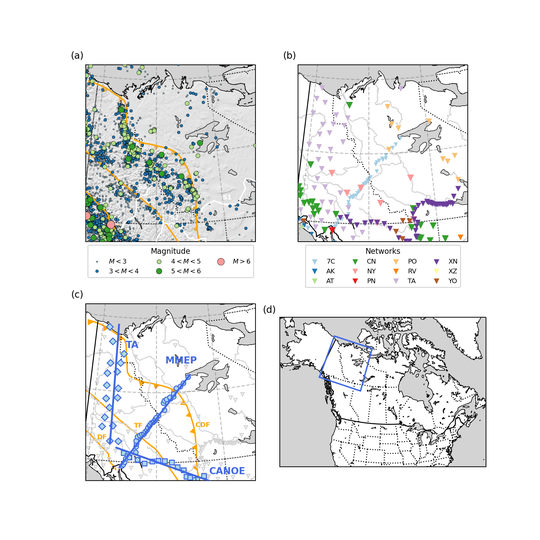 (a)
(b)
Magnitude
M < 3
3 < M < 4
4 < M < 5
5 < M < 6
M > 6
Networks
7C
AK
AT
CN
NY
PN
PO
RV
TA
XN
XZ
YO
(c)
(d)
TA
MMEP
TF
CDF
DF
CANOE